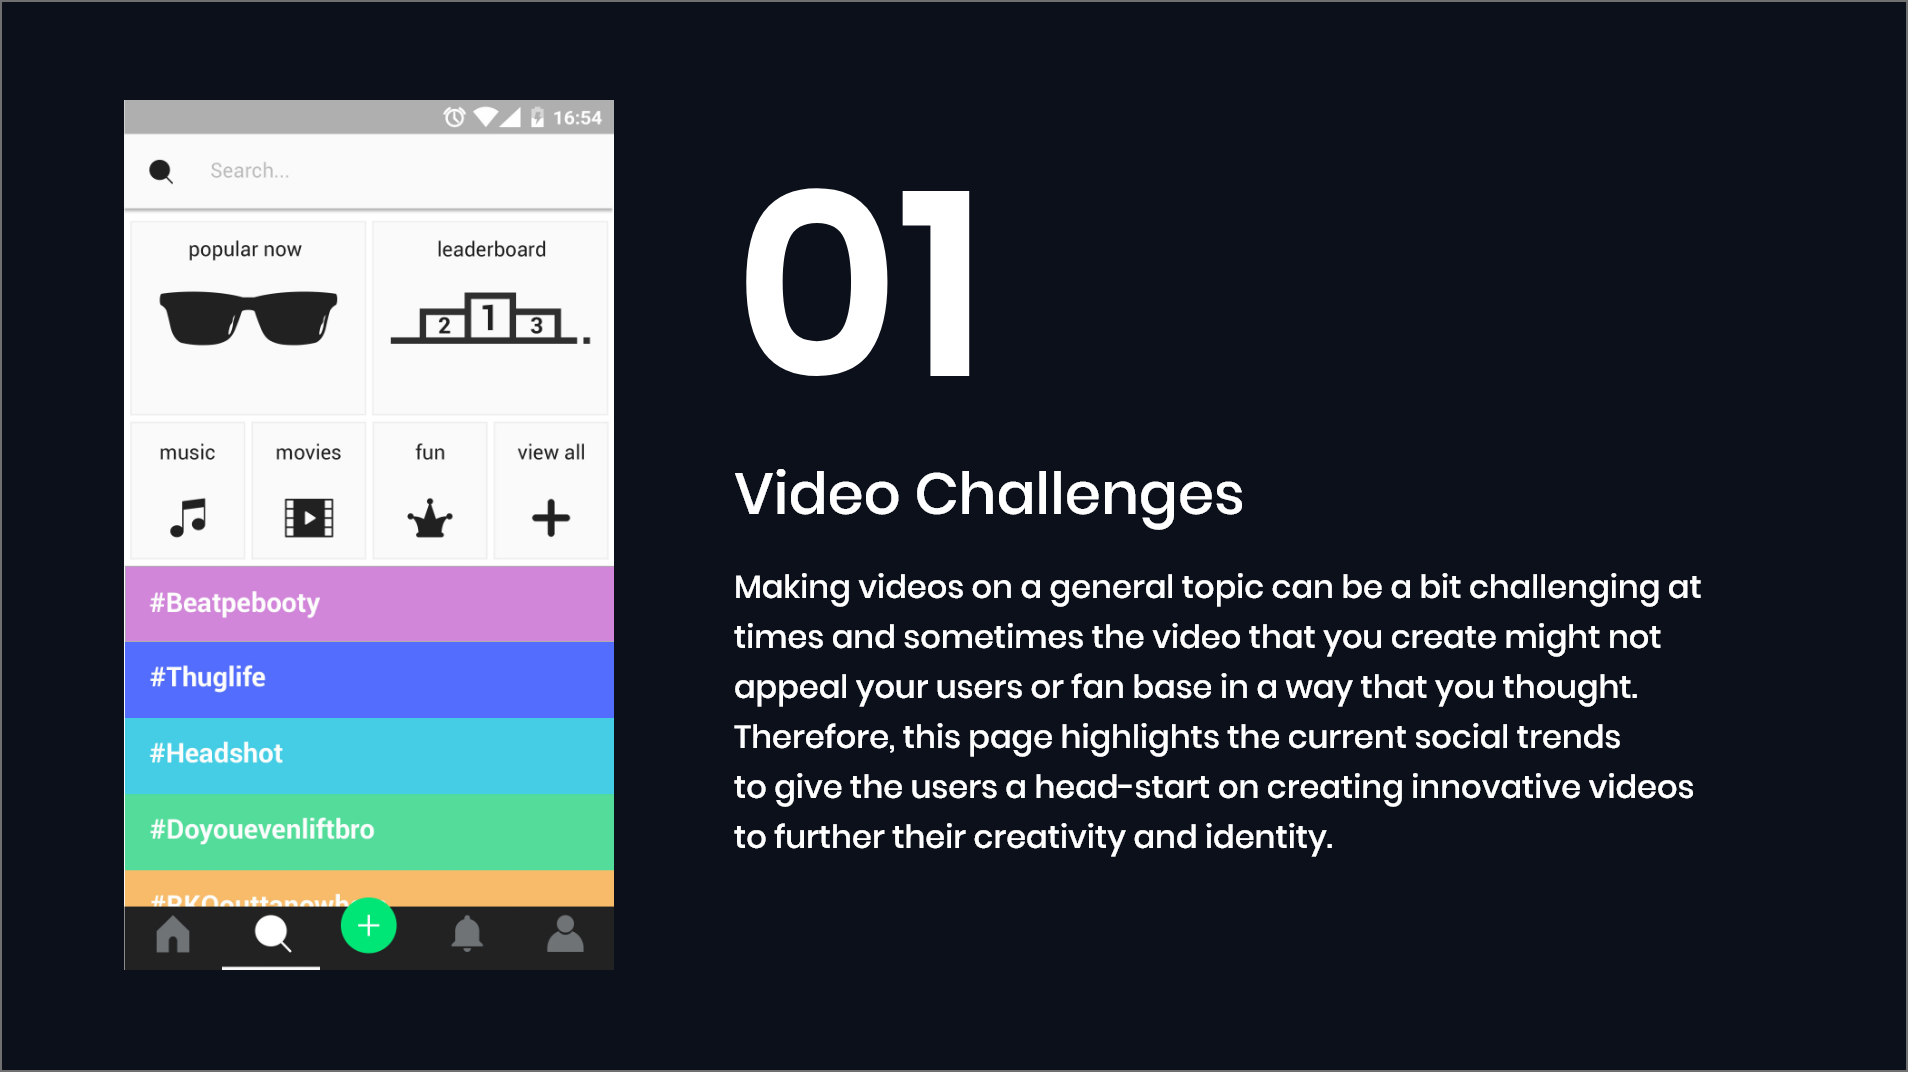 16:54
Search...
popular now
leaderboard
2 1 3
music
movies
fun
view all
#Beatpebooty
#Thuglife
#Headshot
#Doyouevenliftbro
01
Video Challenges
Making videos on a general topic can be a bit challenging at
times and sometimes the video that you create might not
appeal your users or fan base in a way that you thought.
Therefore, this page highlights the current social trends
to give the users a head-start on creating innovative videos
to further their creativity and identity.